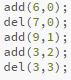 add(6,0);
del(7,0);
add(9,1)
add(3,2)
del(3,3);